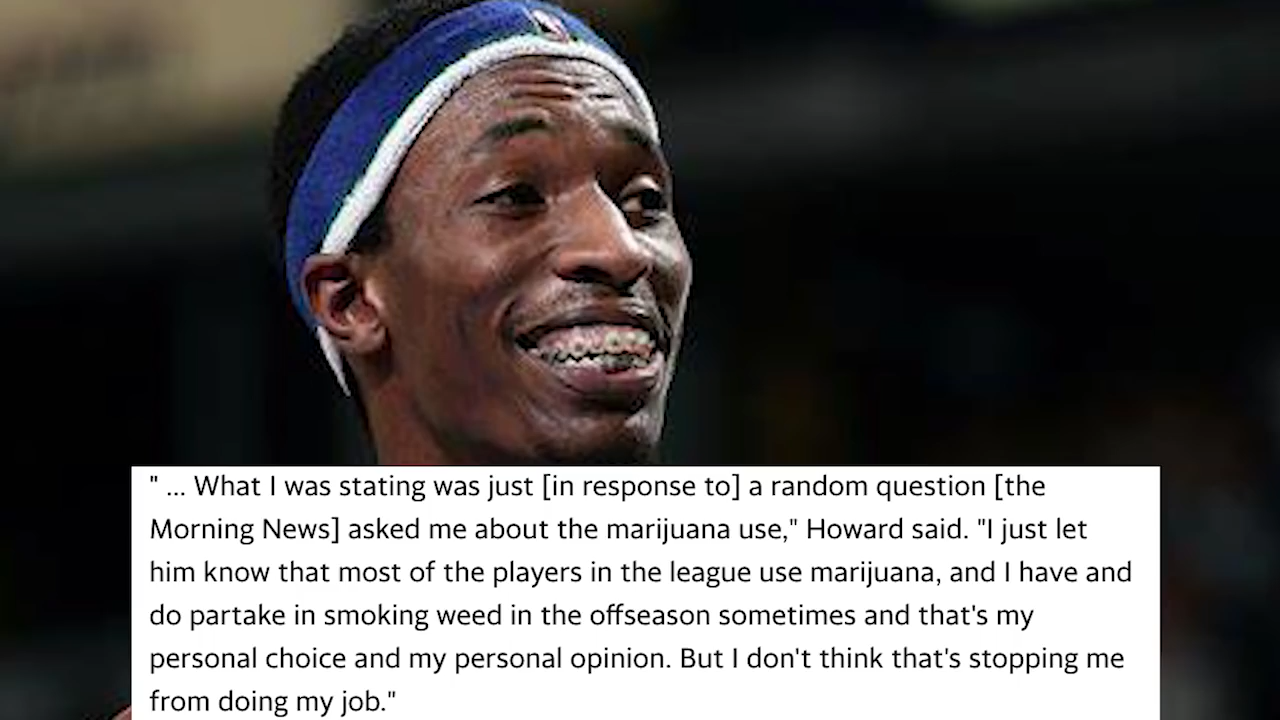 " ... What I was stating was just [in response to] a random question [the
Morning News] asked me about the marijuana use," Howard said. "I just let
him know that most of the players in the league use marijuana, and I have and
do partake in smoking weed in the offseason sometimes and that's my
personal choice and my personal opinion. But I don't think that's stopping me
from doing my job."